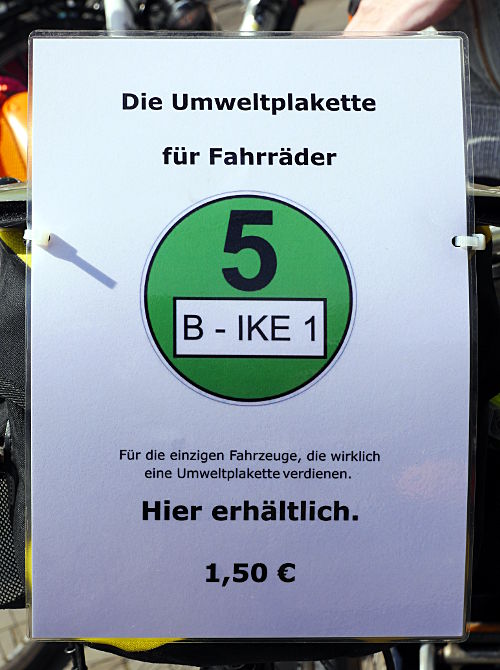 Die Umweltplakette
für Fahrräder
5
B - IKE 1
Für die einzigen Fahrzeuge, die wirklich
eine Umweltplakette verdienen.
Hier erhältlich.
1,50 €